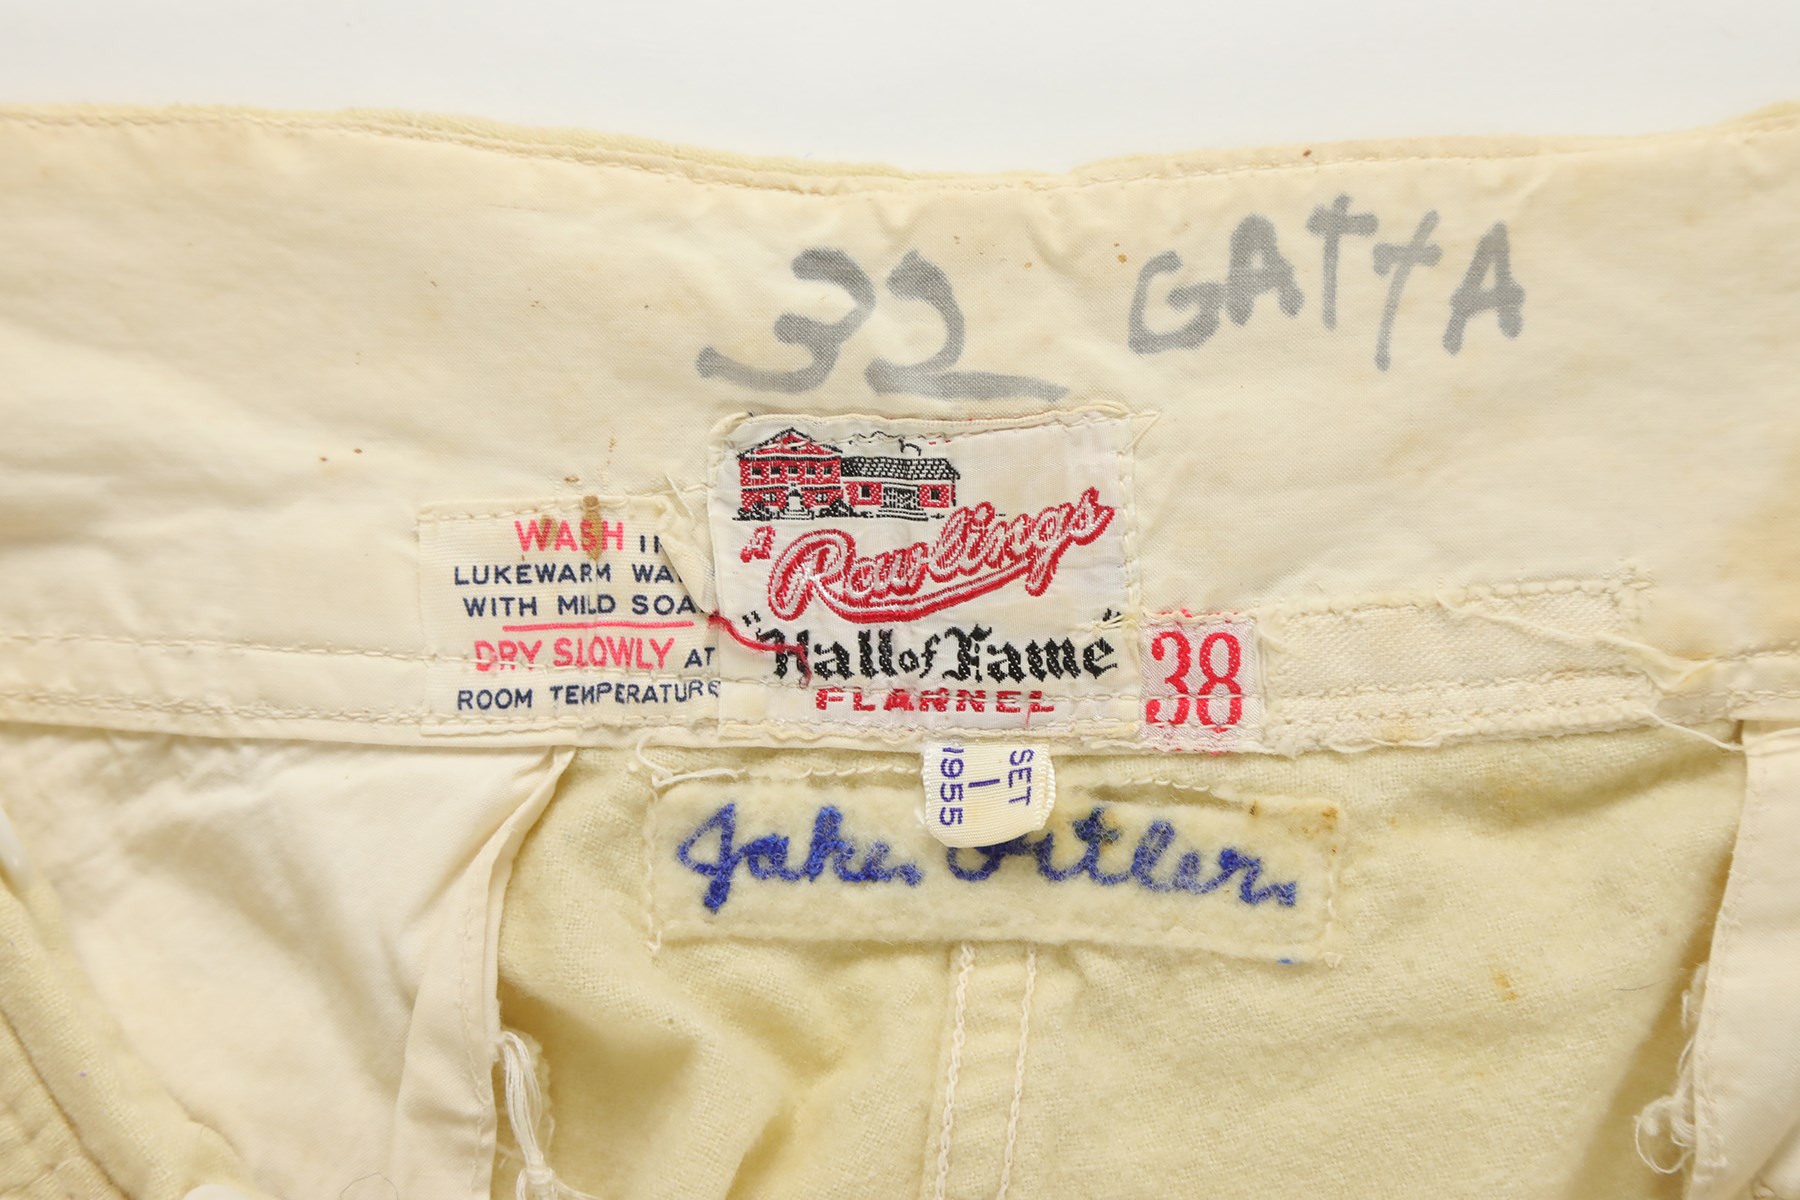 32 GATTA
WASH IN
LUKEWARM WA
WITH MILD SOA
DRY SLOWLY AT
ROOM TEMPERATURE
Rawlings
"Hall of Fame"
FLANNEL
38
SET
1
1955
Jake Pitler